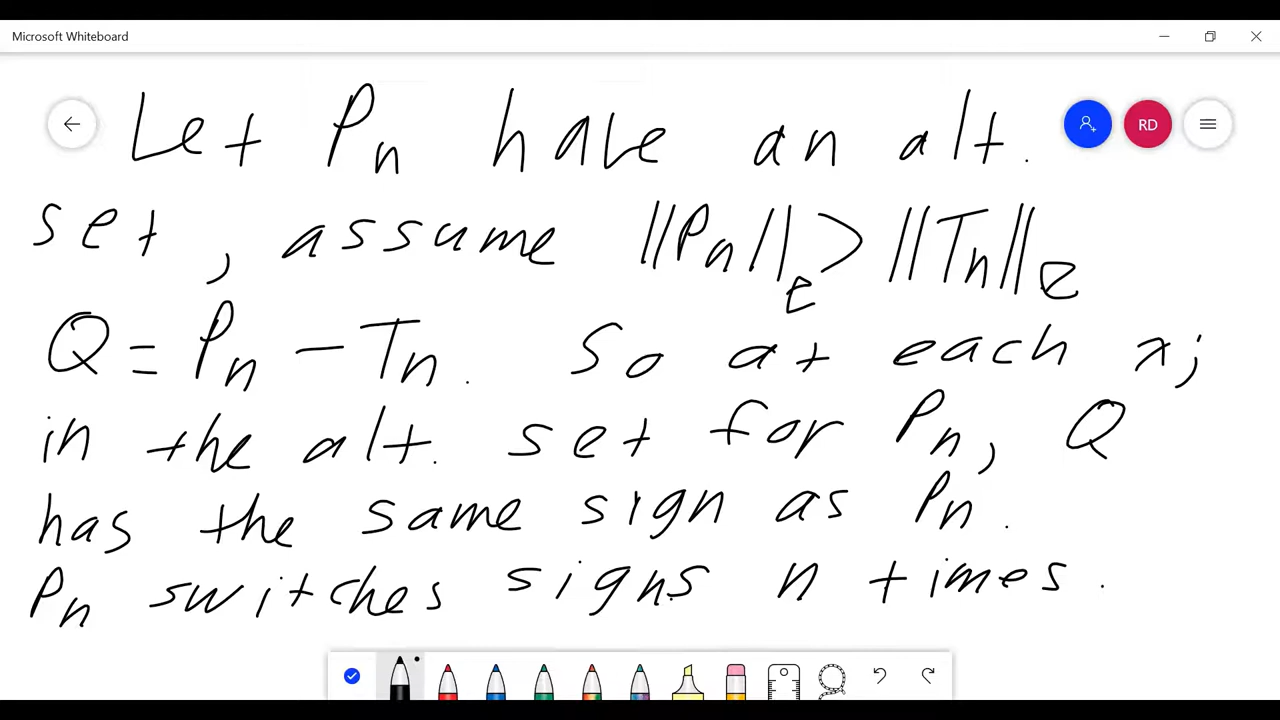 Microsoft Whiteboard
RD
Let Pn have an alt.
set, assume ||Pn||E > ||Tn||E
Q = Pn - Tn. So at each xj
in the alt. set for Pn, Q
has the same sign as Pn.
Pn switches signs n times.